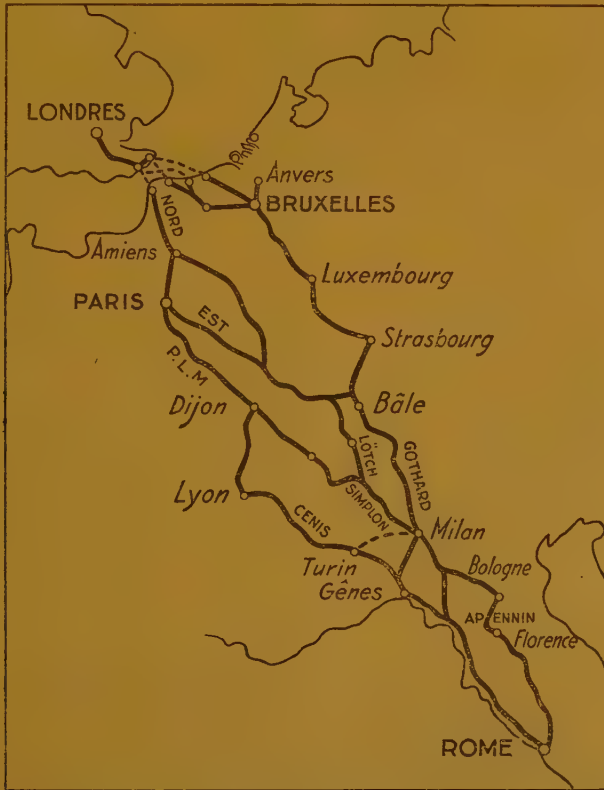 LONDRES
Rhin
Anvers
BRUXELLES
NORD
Amiens
Luxembourg
PARIS
EST
Strasbourg
P.L.M
Dijon
Bâle
LÖTCH
GOTHARD
Lyon
SIMPLON
CENIS
Milan
Turin
Bologne
Gênes
APENNIN
Florence
ROME